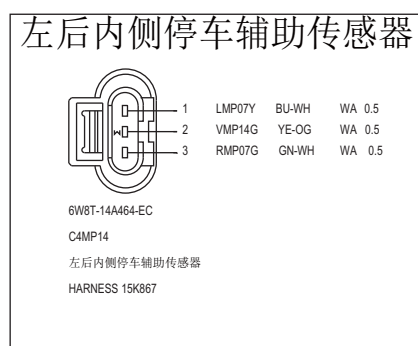 左后内侧停车辅助传感器
1 LMP07Y BU-WH WA 0.5
2 VMP14G YE-OG WA 0.5
3 RMP07G GN-WH WA 0.5
6W8T-14A464-EC
C4MP14
左后内侧停车辅助传感器
HARNESS 15K867